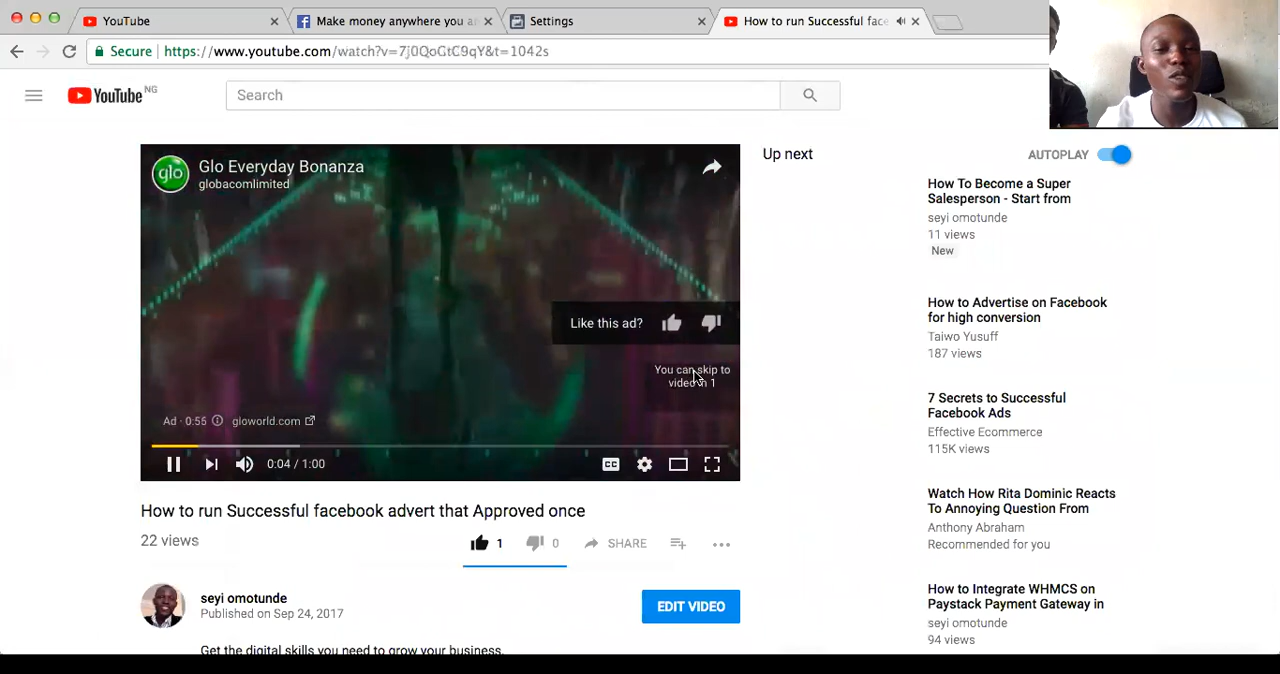 YouTube
Make money anywhere you a
Settings
How to run Successful face
Secure https://www.youtube.com/watch?v=7j0QoGtC9qY&t=1042s
YouTube NG
Search
glo
Glo Everyday Bonanza
globacomlimited
Like this ad?
You can skip to
video in 1
Ad · 0:55 gloworld.com
0:04 / 1:00
CC
How to run Successful facebook advert that Approved once
22 views
1 0 SHARE
seyi omotunde
Published on Sep 24, 2017
EDIT VIDEO
Get the digital skills you need to grow your business.
Up next
AUTOPLAY
How To Become a Super
Salesperson - Start from
seyi omotunde
11 views
New
How to Advertise on Facebook
for high conversion
Taiwo Yusuff
187 views
7 Secrets to Successful
Facebook Ads
Effective Ecommerce
115K views
Watch How Rita Dominic Reacts
To Annoying Question From
Anthony Abraham
Recommended for you
How to Integrate WHMCS on
Paystack Payment Gateway in
seyi omotunde
94 views